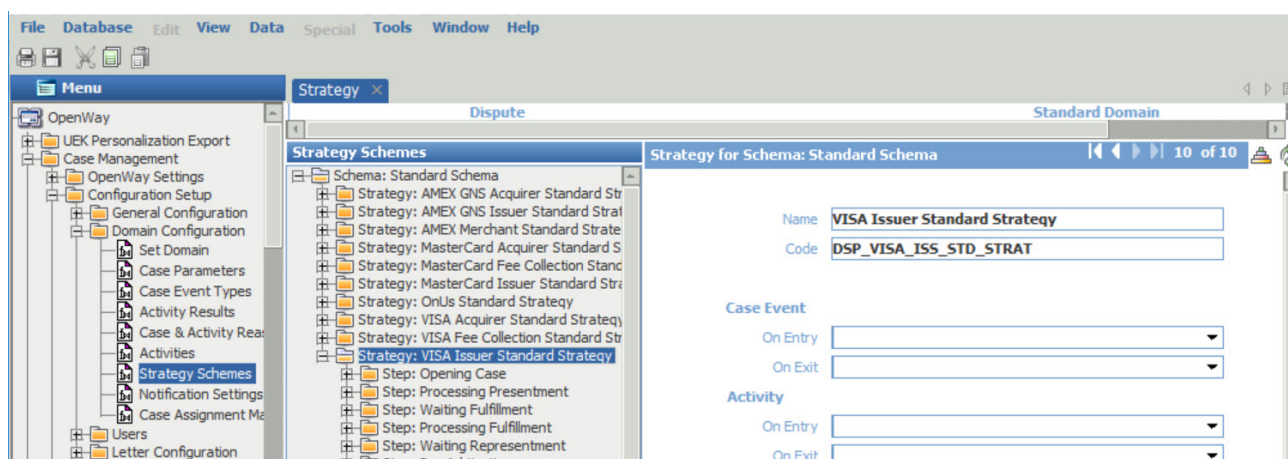 File Database Edit View Data Special Tools Window Help
Menu
Strategy
OpenWay
UEK Personalization Export
Case Management
OpenWay Settings
Configuration Setup
General Configuration
Domain Configuration
Set Domain
Case Parameters
Case Event Types
Activity Results
Case & Activity Rea
Activities
Strategy Schemes
Notification Settings
Case Assignment Ma
Users
Letter Configuration
Dispute Standard Domain
Strategy Schemes
Schema: Standard Schema
Strategy: AMEX GNS Acquirer Standard Str
Strategy: AMEX GNS Issuer Standard Strat
Strategy: AMEX Merchant Standard Strate
Strategy: MasterCard Acquirer Standard S
Strategy: MasterCard Fee Collection Stand
Strategy: MasterCard Issuer Standard Stra
Strategy: OnUs Standard Strategy
Strategy: VISA Acquirer Standard Strategy
Strategy: VISA Fee Collection Standard Str
Strategy: VISA Issuer Standard Strategy
Step: Opening Case
Step: Processing Presentment
Step: Waiting Fulfillment
Step: Processing Fulfillment
Step: Waiting Representment
Strategy for Schema: Standard Schema 10 of 10
Name VISA Issuer Standard Strategy
Code DSP_VISA_ISS_STD_STRAT
Case Event
On Entry
On Exit
Activity
On Entry
On Exit